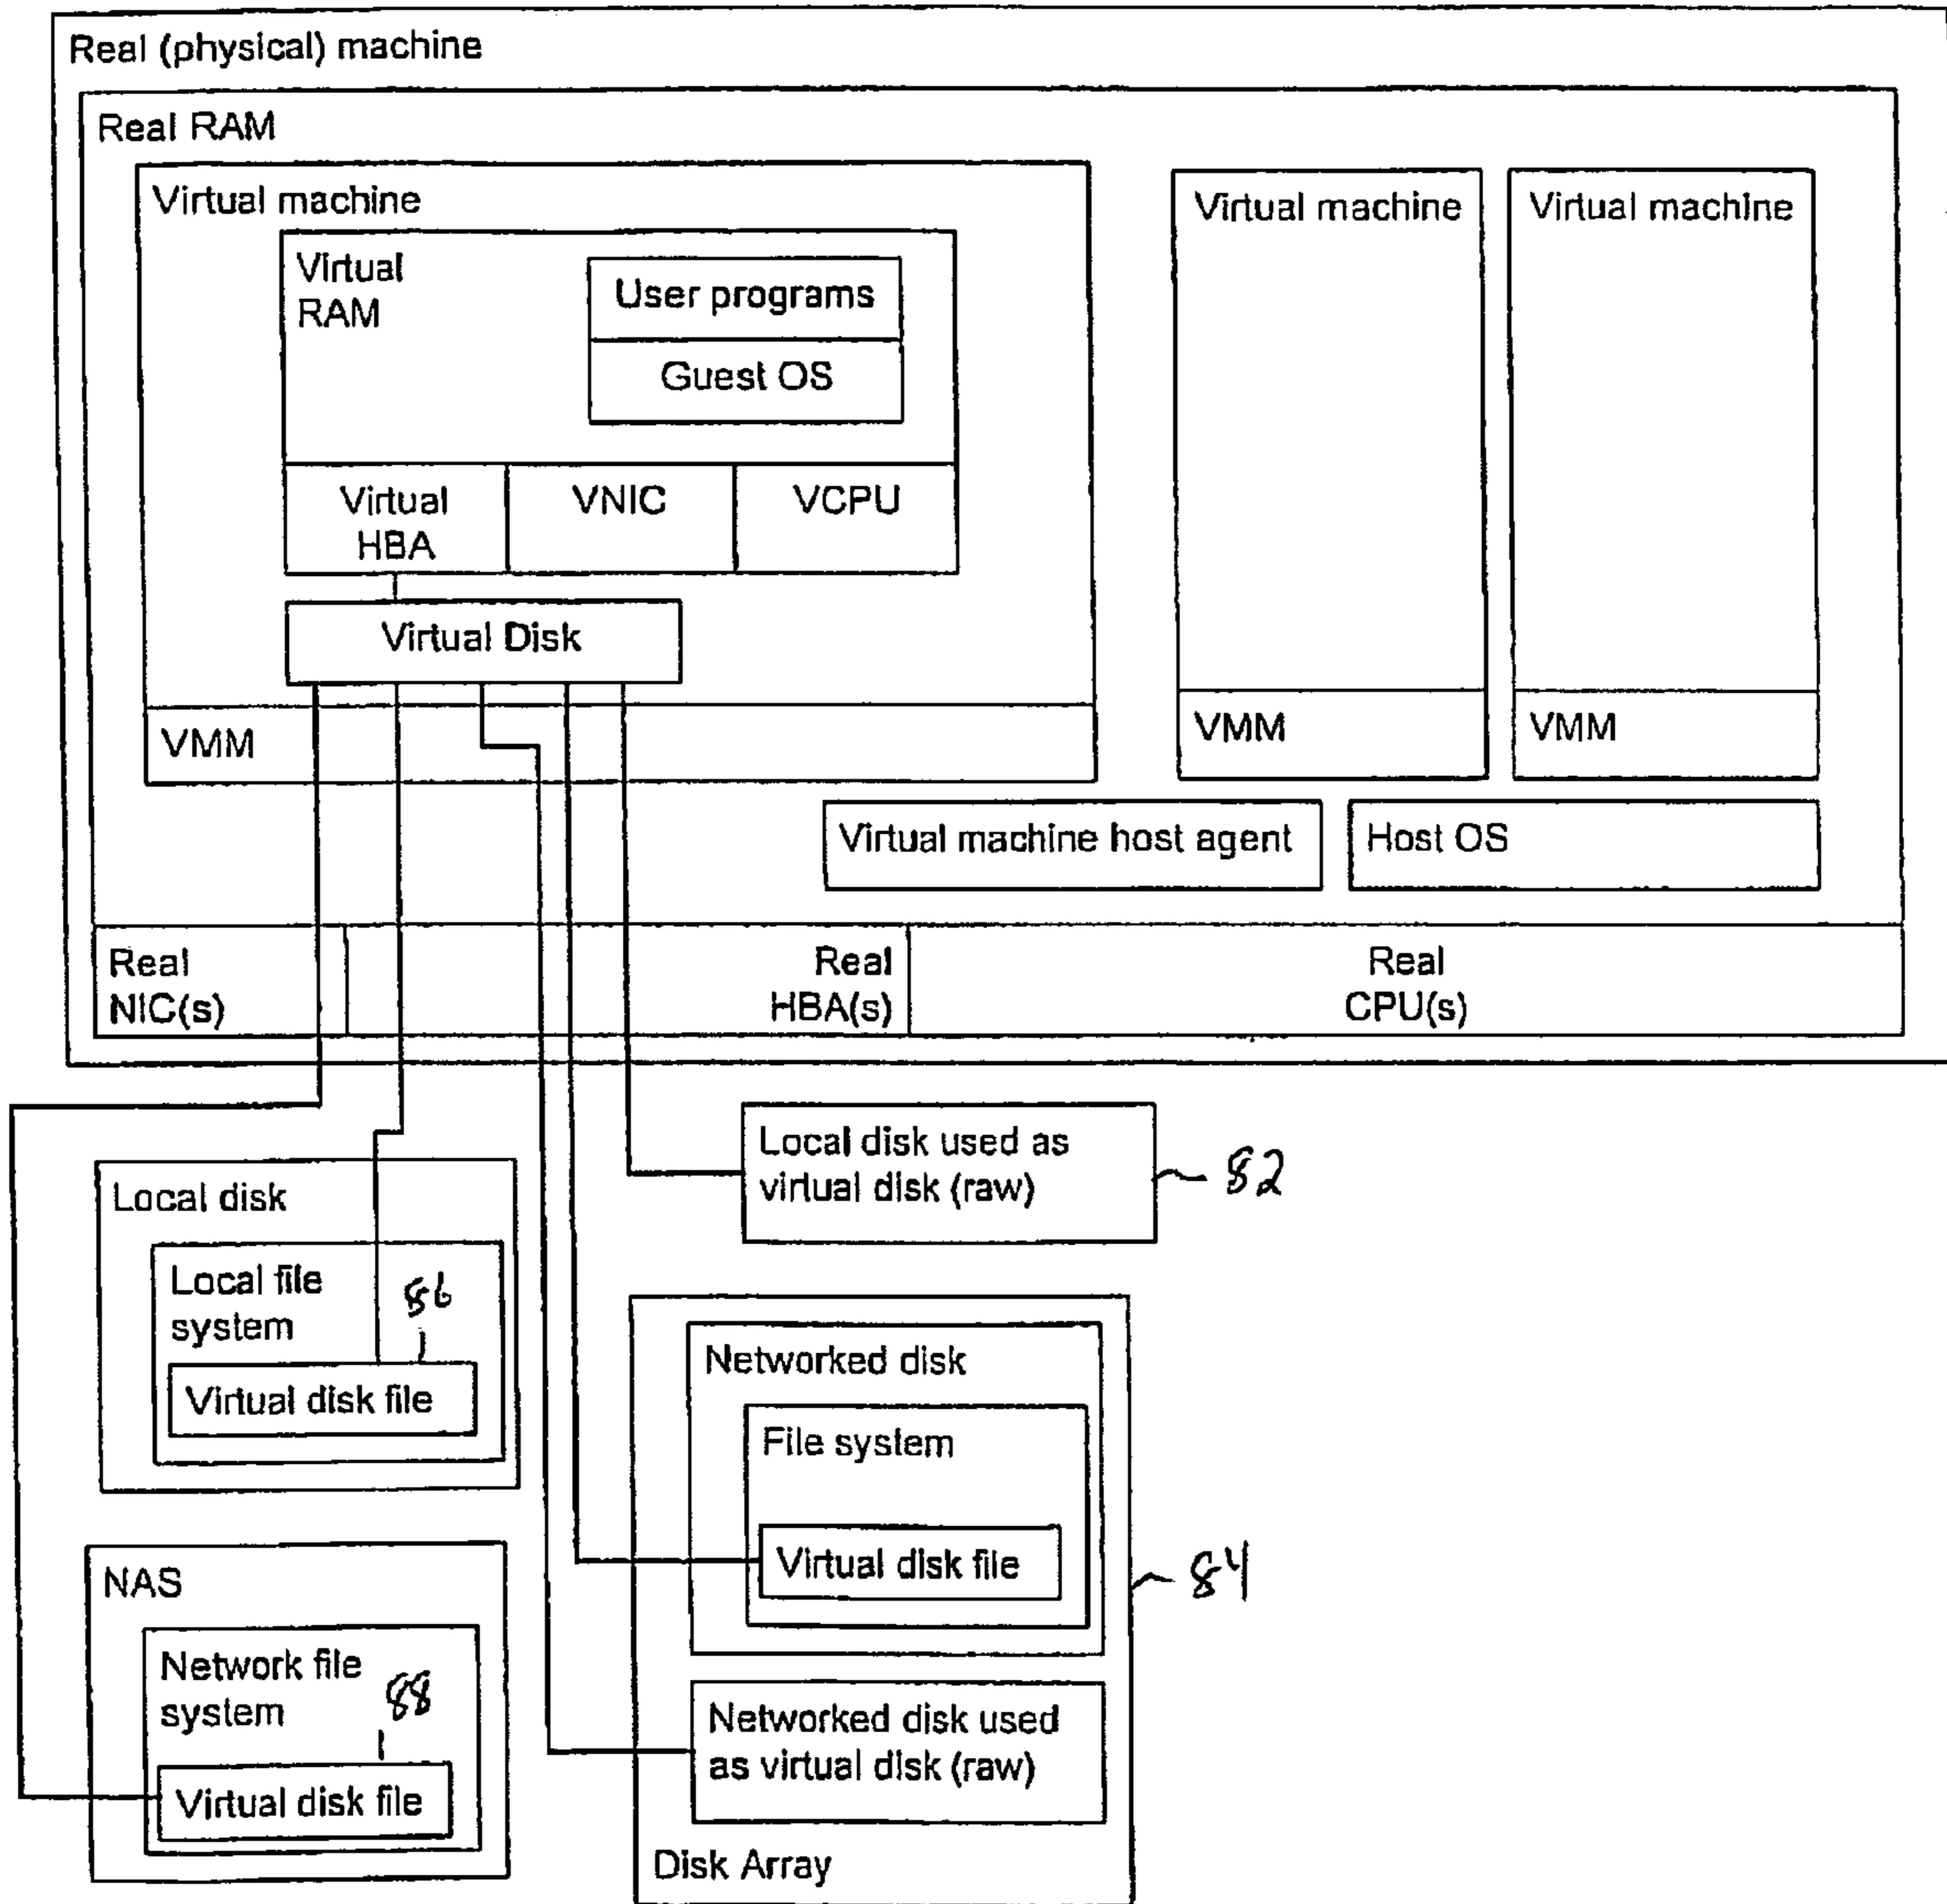 Real (physical) machine
Real RAM
Virtual machine
Virtual
RAM
User programs
Guest OS
Virtual
HBA
VNIC
VCPU
Virtual Disk
VMM
Virtual machine
VMM
Virtual machine
VMM
Virtual machine host agent
Host OS
Real
NIC(s)
Real
HBA(s)
Real
CPU(s)
Local disk used as
virtual disk (raw)
82
Local disk
Local file
system
86
Virtual disk file
Networked disk
File system
Virtual disk file
84
NAS
Network file
system
88
Virtual disk file
Networked disk used
as virtual disk (raw)
Disk Array